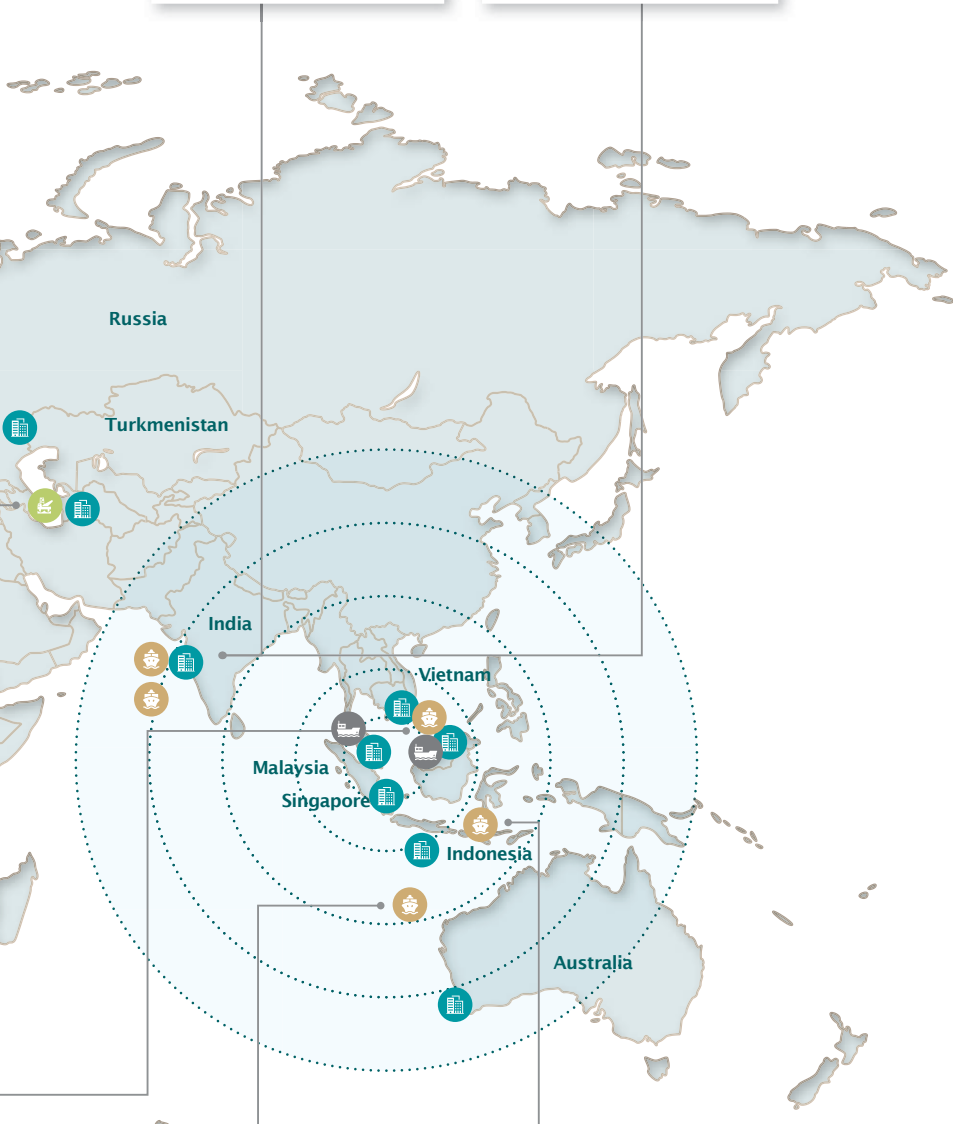 Russia
Turkmenistan
India
Vietnam
Malaysia
Singapore
Indonesia
Australia